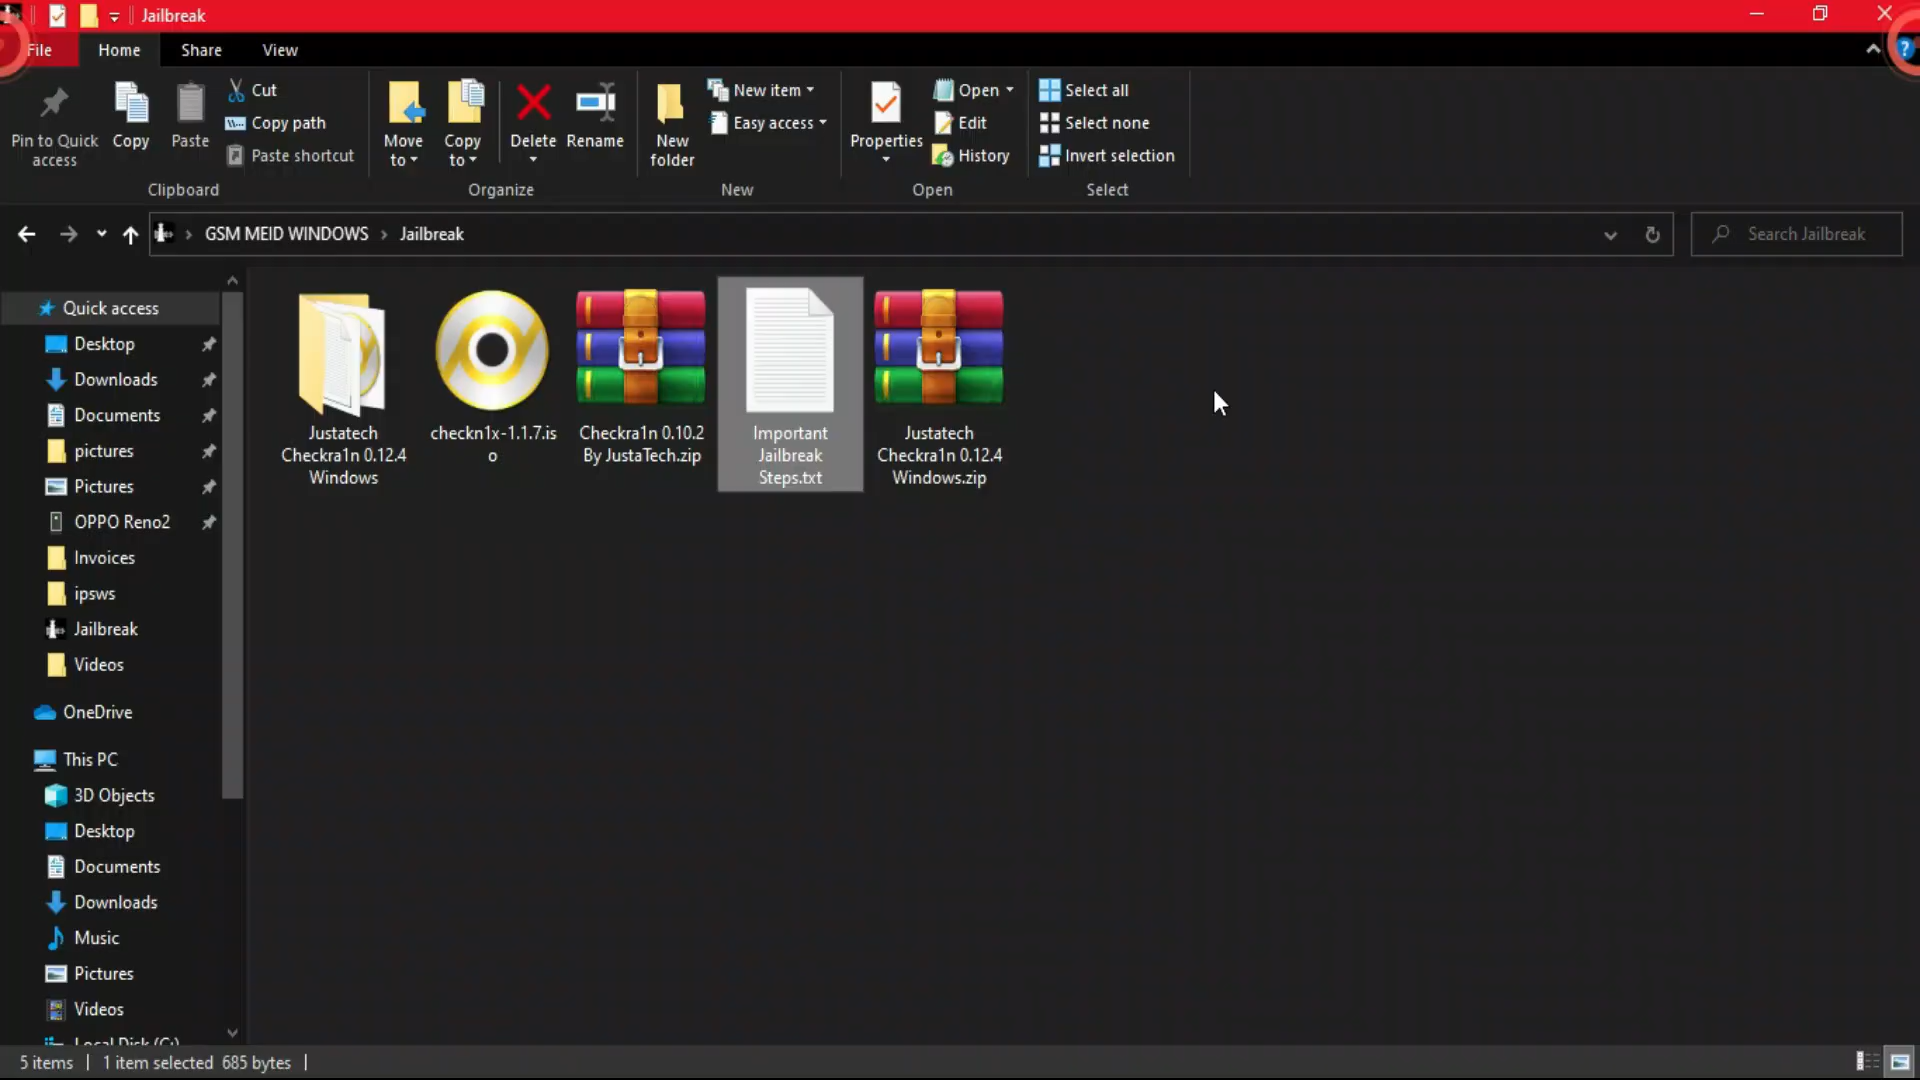 Jailbreak
File
Home
Share
View
Pin to Quick
access
Copy
Paste
Cut
Copy path
Paste shortcut
Clipboard
Move
to
Copy
to
Delete
Rename
Organize
New
folder
New item
Easy access
New
Properties
Open
Edit
History
Open
Select all
Select none
Invert selection
Select
GSM MEID WINDOWS > Jailbreak
Search Jailbreak
Quick access
Desktop
Downloads
Documents
pictures
Pictures
OPPO Reno2
Invoices
ipsws
Jailbreak
Videos
OneDrive
This PC
3D Objects
Desktop
Documents
Downloads
Music
Pictures
Videos
Local Disk (C:)
Justatech
Checkra1n 0.12.4
Windows
checkn1x-1.1.7.is
o
Checkra1n 0.10.2
By JustaTech.zip
Important
Jailbreak
Steps.txt
Justatech
Checkra1n 0.12.4
Windows.zip
5 items
1 item selected 685 bytes